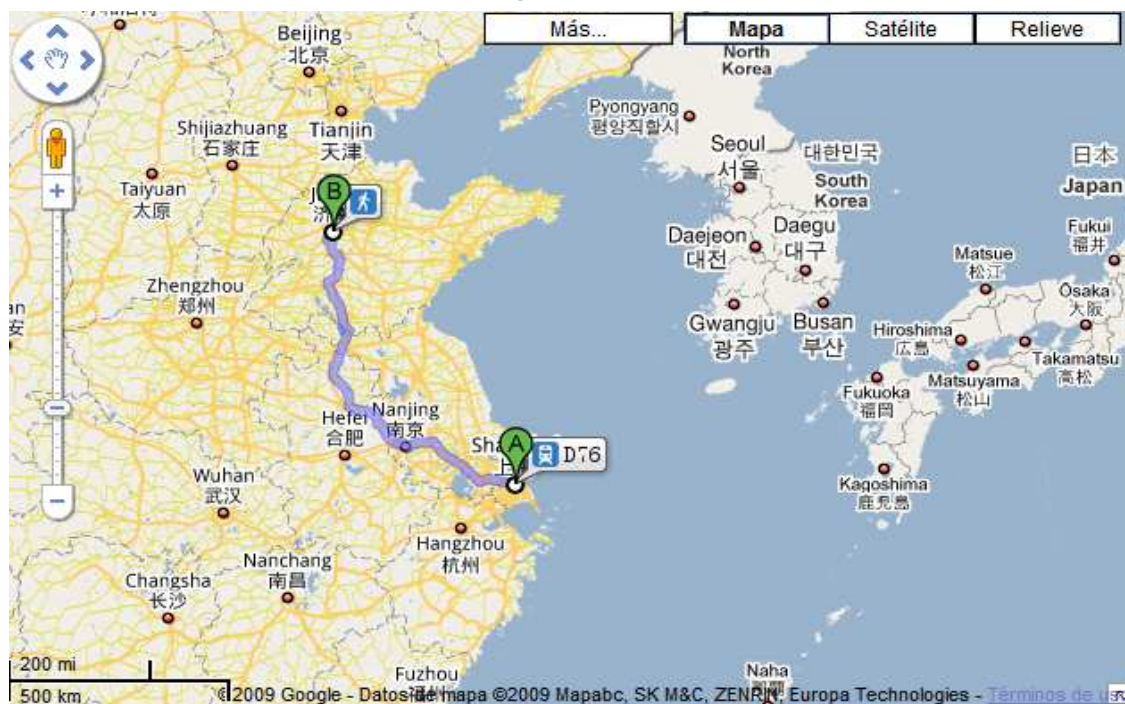 Más...
Mapa
Satélite
Relieve
Beijing
北京
North
Korea
Pyongyang
평양직할시
Shijiazhuang
石家庄
Tianjin
天津
Seoul
서울
대한민국
South
Korea
日本
Japan
Taiyuan
太原
B
Daejeon
대전
Daegu
대구
Fukui
福井
Matsue
松江
Zhengzhou
郑州
Gwangju
광주
Busan
부산
Hiroshima
広島
Ōsaka
大阪
Takamatsu
高松
Matsuyama
松山
Fukuoka
福岡
Hefei
合肥
Nanjing
南京
A
D76
Wuhan
武汉
Kagoshima
鹿児島
Hangzhou
杭州
Nanchang
南昌
Changsha
长沙
200 mi
500 km
Fuzhou
Naha
©2009 Google - Datos de mapa ©2009 Mapabc, SK M&C, ZENRIN, Europa Technologies - Términos de